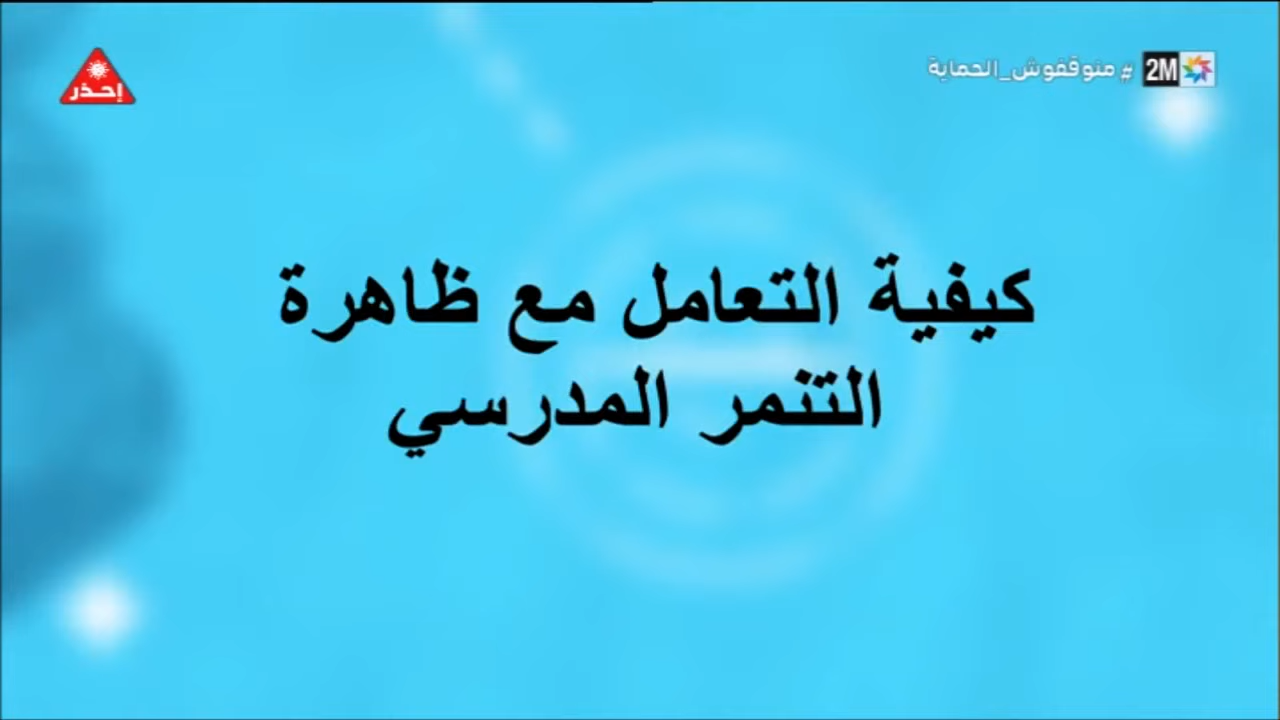 إحذر
# منوقفوش_الحماية 2M
كيفية التعامل مع ظاهرة
التنمر المدرسي